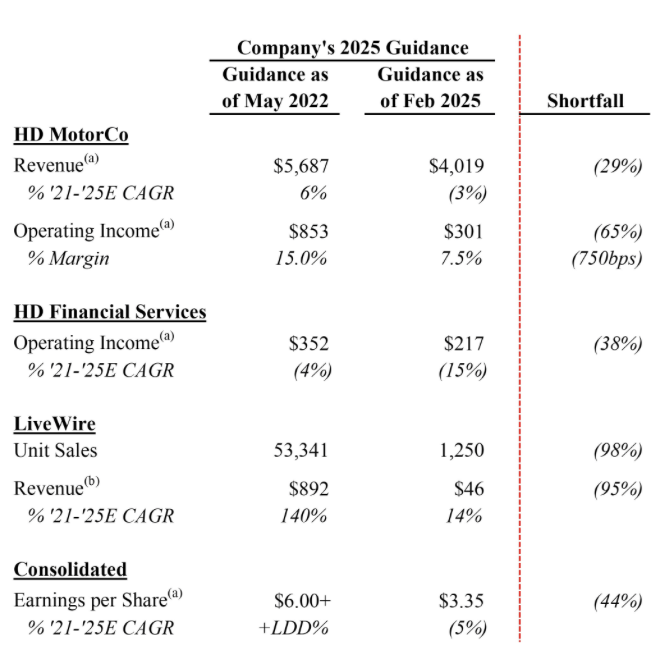 Company's 2025 Guidance
Guidance as Guidance as
of May 2022 of Feb 2025 Shortfall
HD MotorCo
Revenue(a) $5,687 $4,019 (29%)
% '21-'25E CAGR 6% (3%)
Operating Income(a) $853 $301 (65%)
% Margin 15.0% 7.5% (750bps)
HD Financial Services
Operating Income(a) $352 $217 (38%)
% '21-'25E CAGR (4%) (15%)
LiveWire
Unit Sales 53,341 1,250 (98%)
Revenue(b) $892 $46 (95%)
% '21-'25E CAGR 140% 14%
Consolidated
Earnings per Share(a) $6.00+ $3.35 (44%)
% '21-'25E CAGR +LDD% (5%)